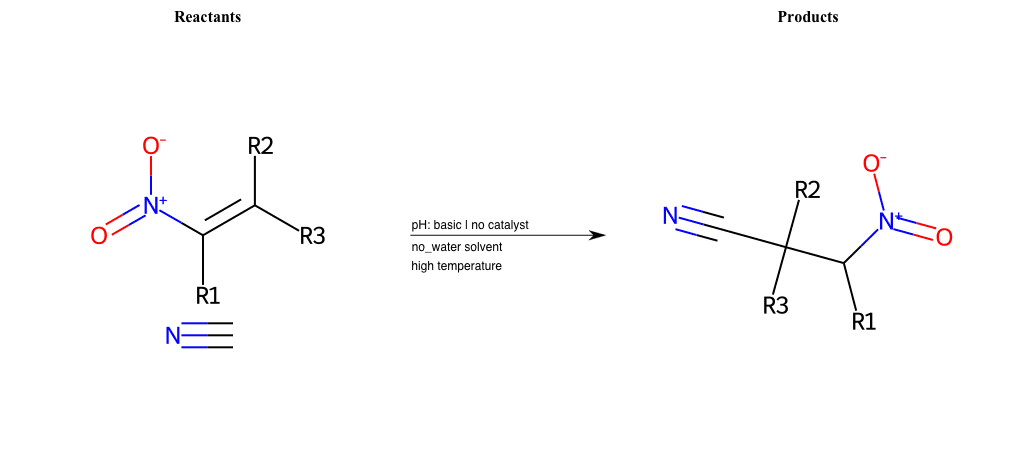 Reactants
Products
O⁻
R2
N⁺
O
R3
R1
N
pH: basic | no catalyst
no_water solvent
high temperature
O⁻
R2
N
N⁺
O
R3
R1